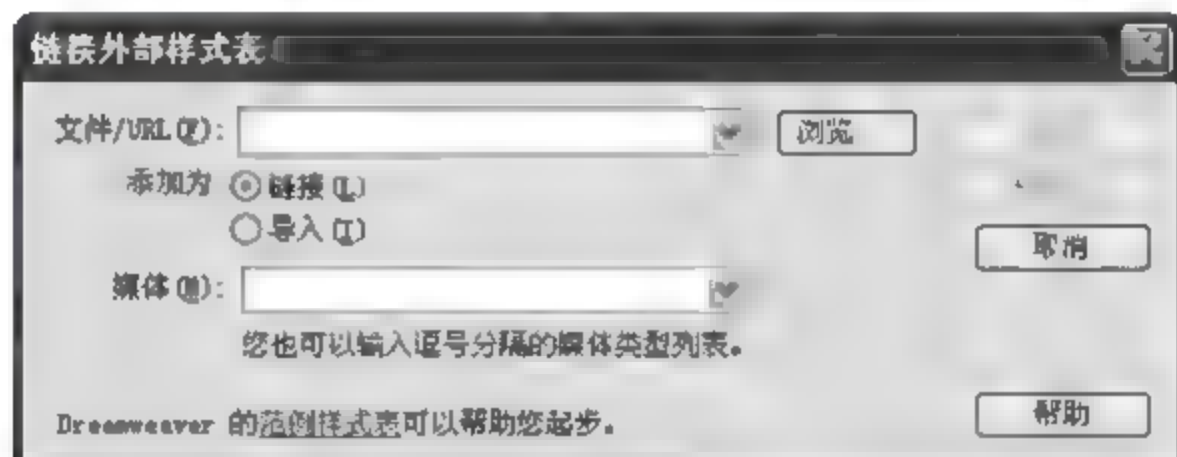 链接外部样式表
文件/URL(F): 浏览
添加为 链接(L)
导入(I)
取消
媒体(M):
您也可以输入逗号分隔的媒体类型列表。
Dreamweaver 的范例样式表可以帮助您起步。 帮助